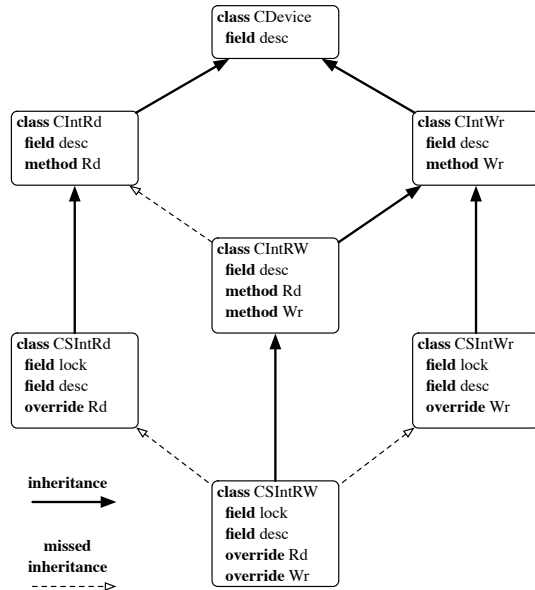 class CDevice
field desc
class CIntRd
field desc
method Rd
class CIntWr
field desc
method Wr
class CIntRW
field desc
method Rd
method Wr
class CSIntRd
field lock
field desc
override Rd
class CSIntWr
field lock
field desc
override Wr
class CSIntRW
field lock
field desc
override Rd
override Wr
inheritance
missed
inheritance